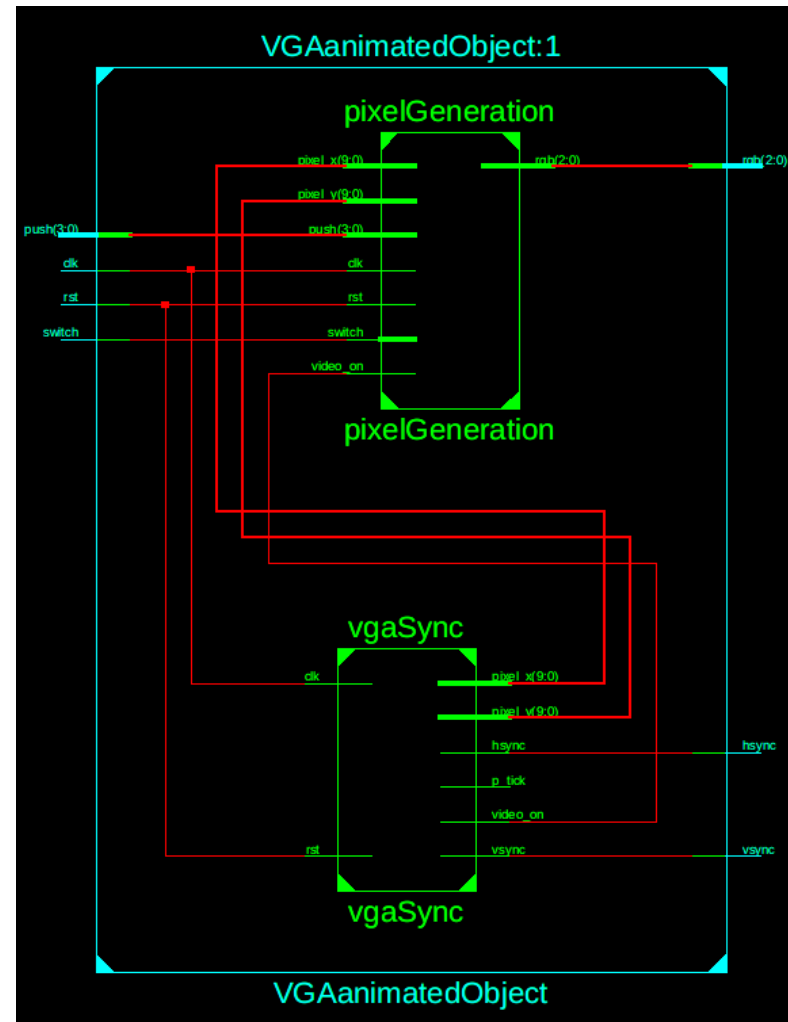 VGAanimatedObject:1
pixelGeneration
pixel_x(9:0)
rgb(2:0)
rgb(2:0)
pixel_y(9:0)
push(3:0)
push(3:0)
clk
clk
rst
rst
switch
switch
video_on
pixelGeneration
vgaSync
clk
pixel_x(9:0)
pixel_y(9:0)
hsync
hsync
p_tick
video_on
rst
vsync
vsync
vgaSync
VGAanimatedObject